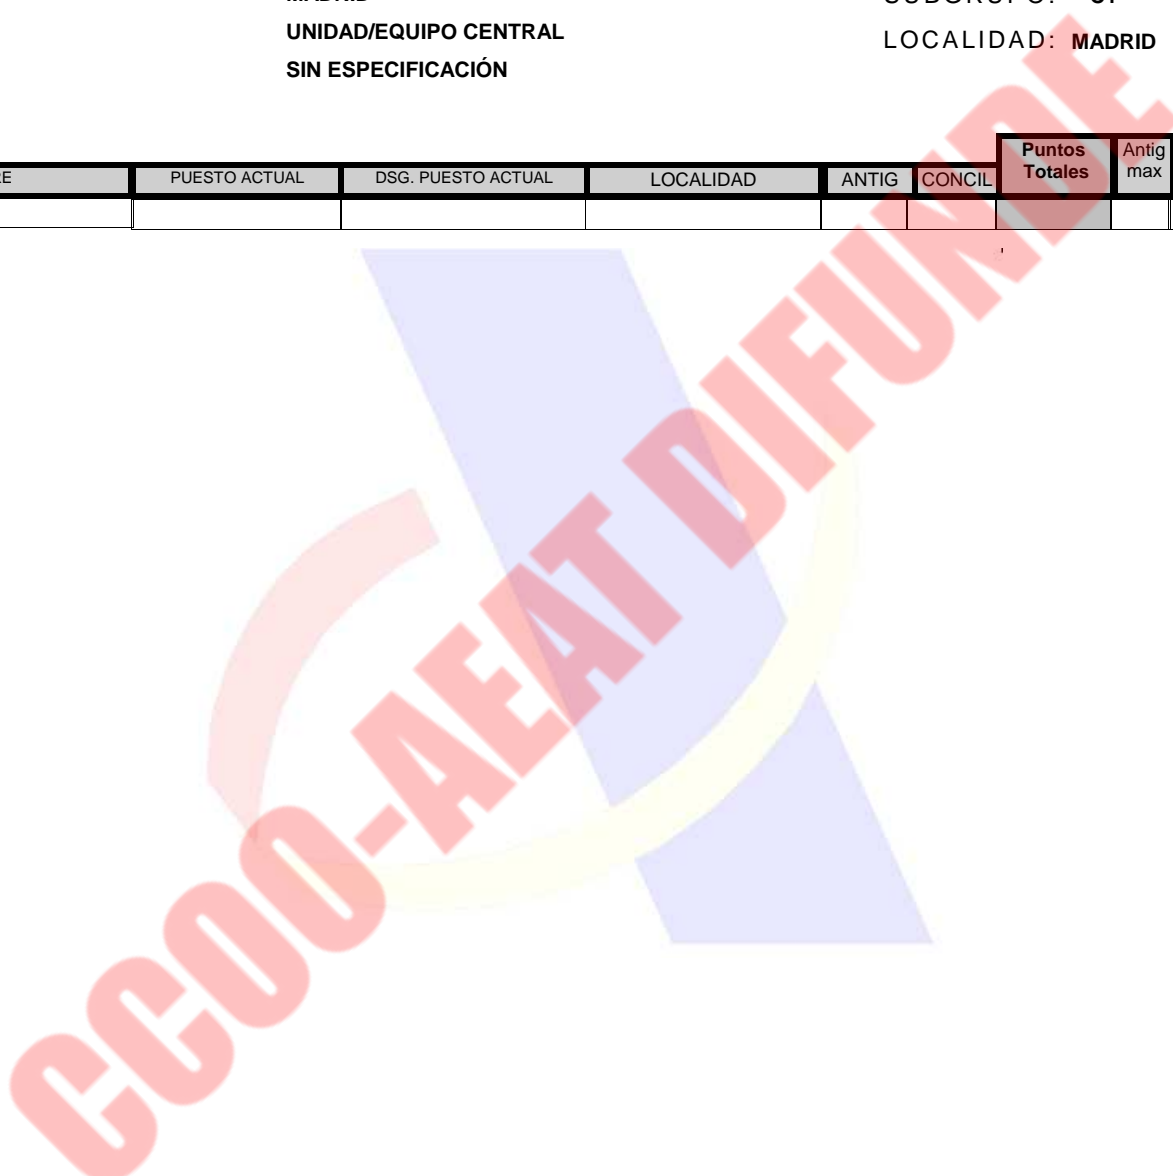 UNIDAD/EQUIPO CENTRAL
LOCALIDAD: MADRID
SIN ESPECIFICACIÓN
PUESTO ACTUAL DSG. PUESTO ACTUAL LOCALIDAD ANTIG CONCIL Puntos Totales Antig max
CCOO-AEAT DIFUNDE